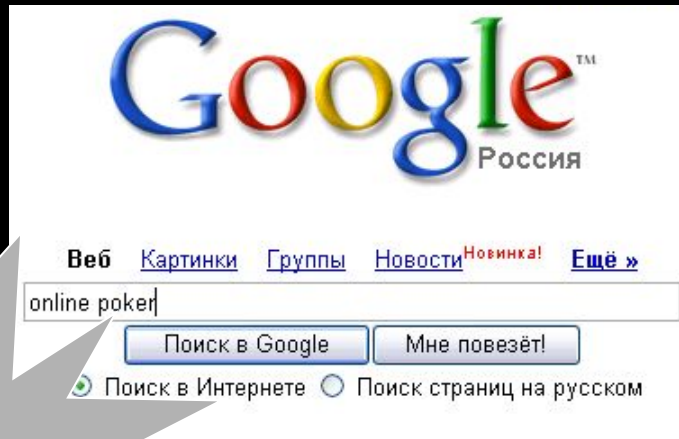 Google™
Россия
Веб Картинки Группы Новости Новинка! Ещё »
online poker
Поиск в Google Мне повезёт!
Поиск в Интернете Поиск страниц на русском